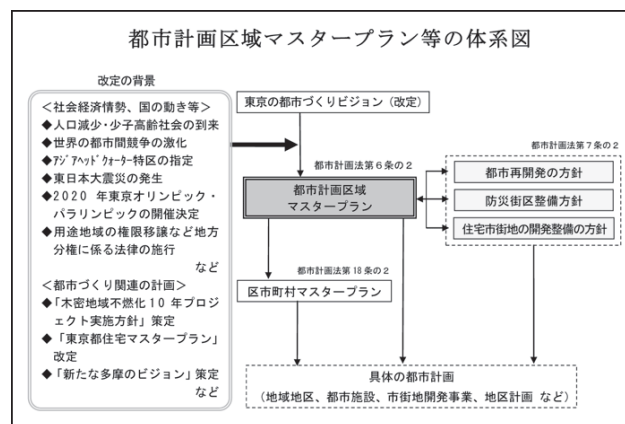 都市計画区域マスタープラン等の体系図
改定の背景
＜社会経済情勢、国の動き等＞
◆人口減少・少子高齢社会の到来
◆世界の都市間競争の激化
◆ｱｼﾞｱﾍｯﾄﾞｸｫｰﾀｰ特区の指定
◆東日本大震災の発生
◆2020 年東京オリンピック・
パラリンピックの開催決定
◆用途地域の権限移譲など地方
分権に係る法律の施行
など
＜都市づくり関連の計画＞
◆「木密地域不燃化10 年プロジ
ェクト実施方針」策定
◆「東京都住宅マスタープラン」
改定
◆「新たな多摩のビジョン」策定
など
東京の都市づくりビジョン（改定）
都市計画法第６条の２
都市計画区域
マスタープラン
都市計画法第７条の２
都市再開発の方針
防災街区整備方針
住宅市街地の開発整備の方針
都市計画法第 18 条の２
区市町村マスタープラン
具体の都市計画
（地域地区、都市施設、市街地開発事業、地区計画 など）